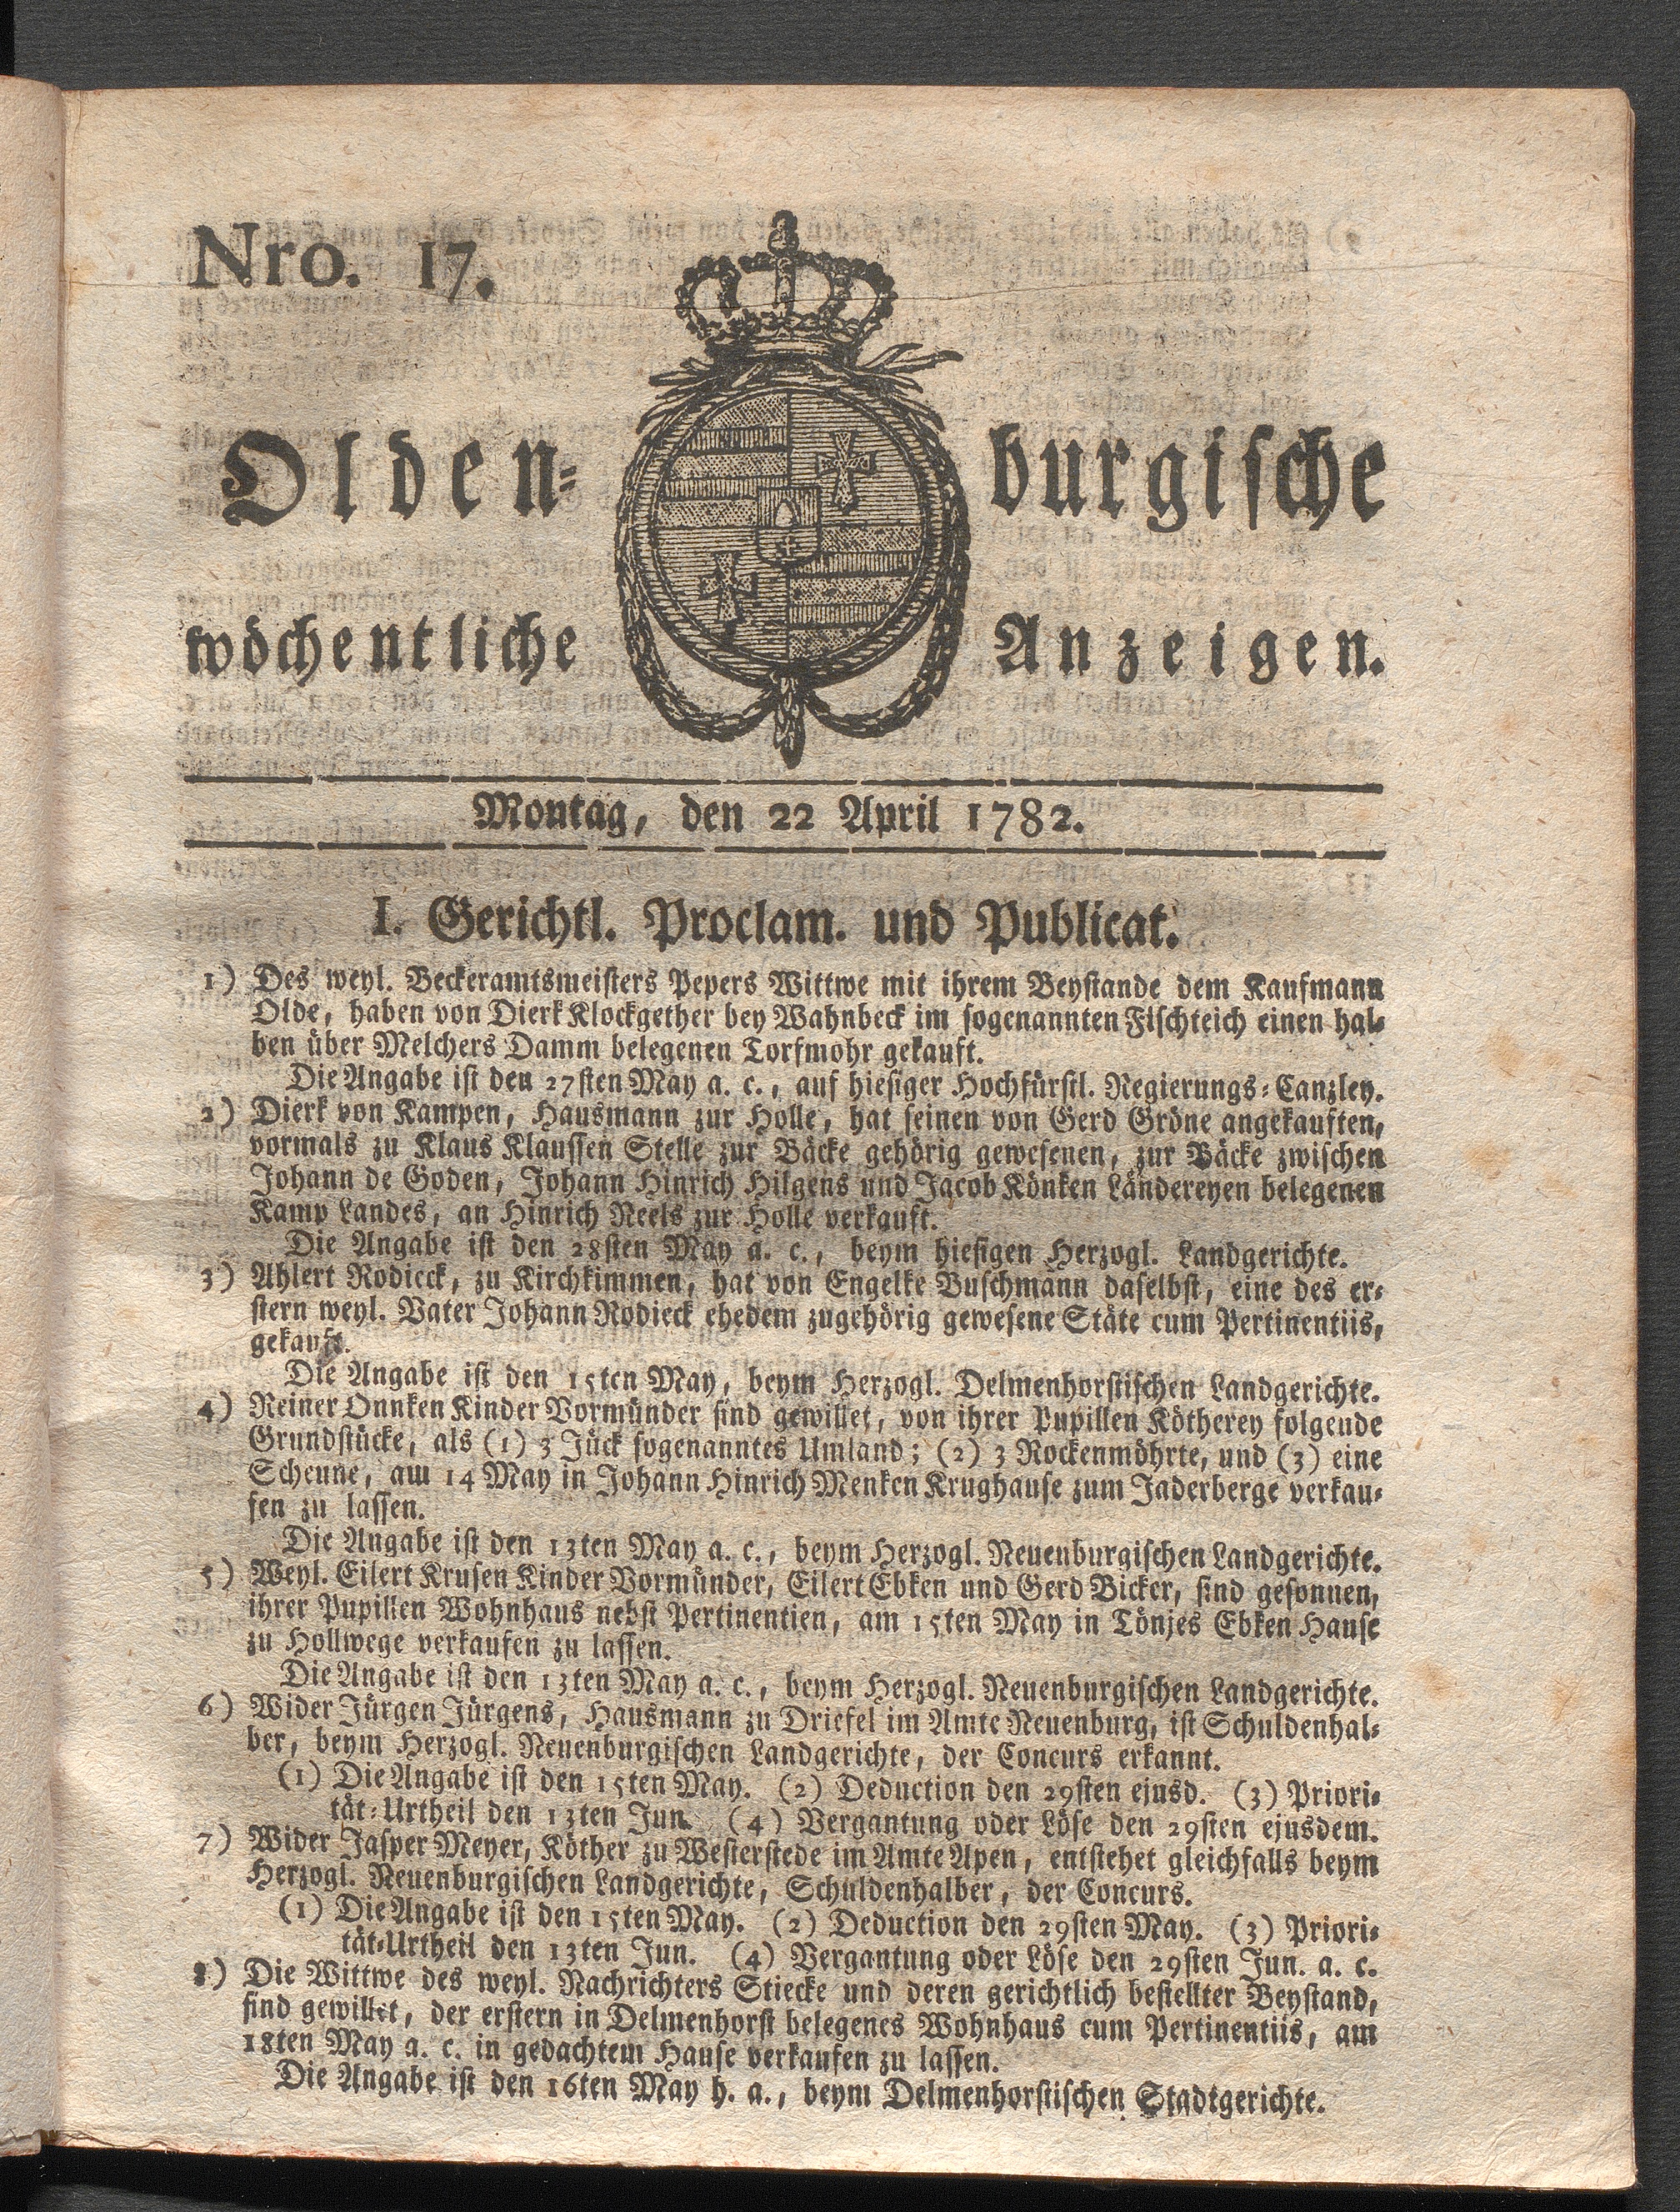 Nro. 17.
Olden=burgische
wöchentliche Anzeigen.
Montag, den 22 April 1782.
I. Gerichtl. Proclam. und Publicat.
1) Des weyl. Beckeramtsmeisters Pepers Wittwe mit ihrem Beystande dem Kaufmann
Olde, haben von Dierk Klockgether bey Wahnbeck im sogenannten Fischteich einen hal=
ben über Melchers Damm belegenen Torfmohr gekauft.
Die Angabe ist den 27sten May a. c., auf hiesiger Hochfürstl. Regierungs=Canzley.
2) Dierk von Kampen, Hausmann zur Holle, hat seinen von Gerd Gröne angekauften,
vormals zu Klaus Klaussen Stelle zur Bäcke gehörig gewesenen, zur Bäcke zwischen
Johann de Goden, Johann Hinrich Hilgens und Jacob Könken Ländereyen belegenen
Kamp Landes, an Hinrich Neels zur Holle verkauft.
Die Angabe ist den 28sten May a. c., beym hiesigen Herzogl. Landgerichte.
3) Ahlert Rodieck, zu Kirchkimmen, hat von Engelke Buschmann daselbst, eine des er=
stern weyl. Vater Johann Rodieck ehedem zugehörig gewesene Stäte cum Pertinentiis,
gekauft.
Die Angabe ist den 15ten May, beym Herzogl. Delmenhorstischen Landgerichte.
4) Reiner Onnken Kinder Vormünder sind gewillet, von ihrer Pupillen Kötherey folgende
Grundstücke, als (1) 3 Jück sogenanntes Umland; (2) 3 Rockenmöhrte, und (3) eine
Scheune, am 14 May in Johann Hinrich Menken Krughause zum Jaderberge verkau=
fen zu lassen.
Die Angabe ist den 13ten May a. c., beym Herzogl. Neuenburgischen Landgerichte.
5) Weyl. Eilert Krusen Kinder Vormünder, Eilert Ebken und Gerd Bicker, sind gesonnen,
ihrer Pupillen Wohnhaus nebst Pertinentien, am 15ten May in Tönjes Ebken Hause
zu Hollwege verkaufen zu lassen.
Die Angabe ist den 13ten May a. c., beym Herzogl. Neuenburgischen Landgerichte.
6) Wider Jürgen Jürgens, Hausmann zu Driefel im Amte Neuenburg, ist Schuldenhal=
ber, beym Herzogl. Neuenburgischen Landgerichte, der Concurs erkannt.
(1) Die Angabe ist den 15ten May. (2) Deduction den 29sten ejusd. (3) Priori=
tät=Urtheil den 13ten Jun. (4) Vergantung oder Löse den 29sten ejusdem.
7) Wider Jasper Meyer, Köther zu Westerstede im Amte Apen, entstehet gleichfalls beym
Herzogl. Neuenburgischen Landgerichte, Schuldenhalber, der Concurs.
(1) Die Angabe ist den 15ten May. (2) Deduction den 29sten May. (3) Priori=
tät=Urtheil den 13ten Jun. (4) Vergantung oder Löse den 29sten Jun. a. c.
8) Die Wittwe des weyl. Nachrichters Stiecke und deren gerichtlich bestellter Beystand,
sind gewillet, der erstern in Delmenhorst belegenes Wohnhaus cum Pertinentiis, am
18ten May a. c. in gedachtem Hause verkaufen zu lassen.
Die Angabe ist den 16ten May h. a., beym Delmenhorstischen Stadtgerichte.